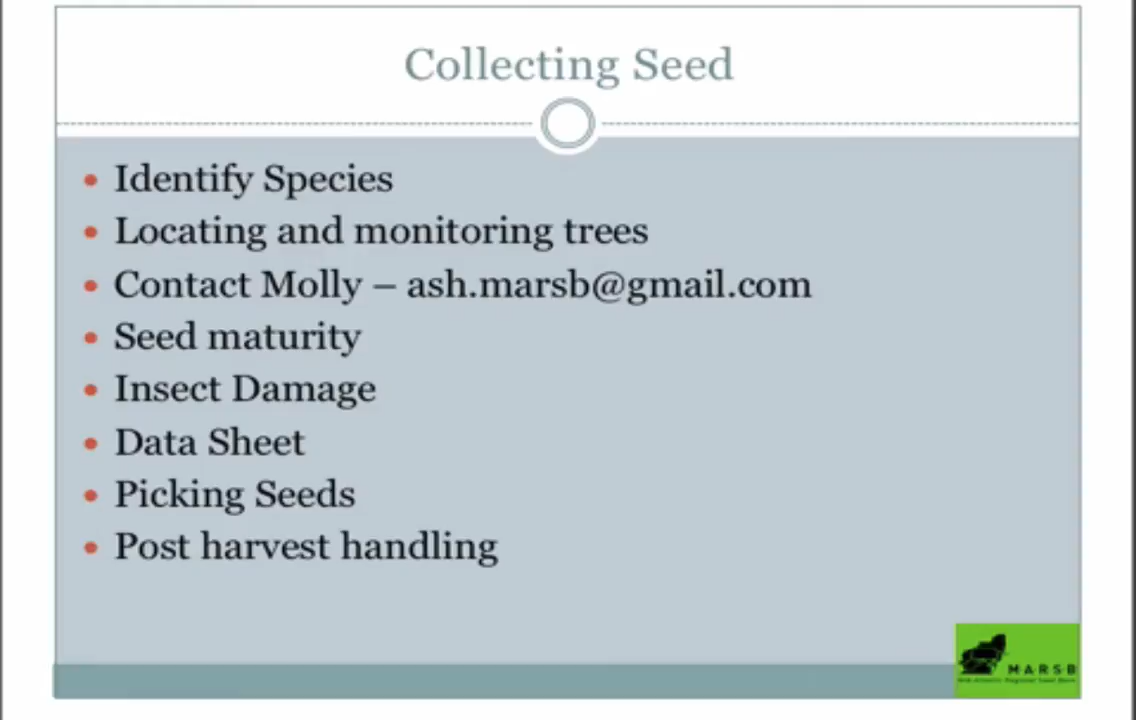 Collecting Seed
Identify Species
Locating and monitoring trees
Contact Molly – ash.marsb@gmail.com
Seed maturity
Insect Damage
Data Sheet
Picking Seeds
Post harvest handling
MARSB